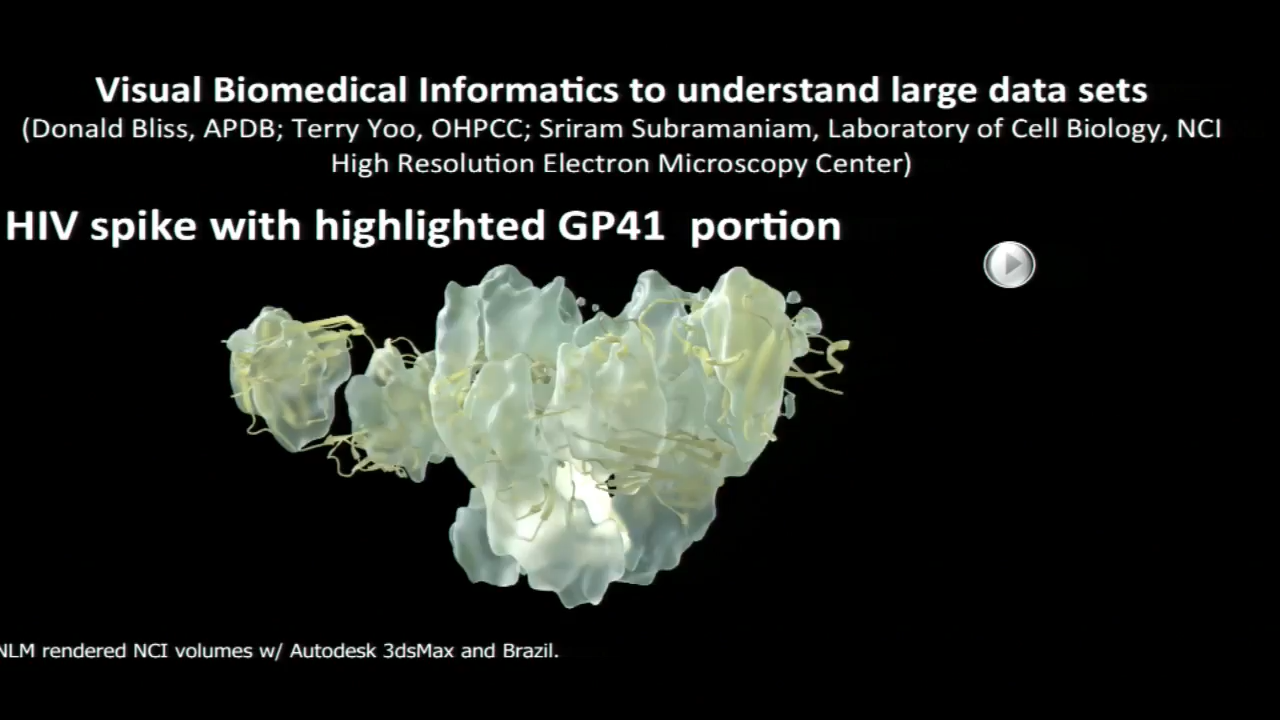 Visual Biomedical Informatics to understand large data sets
(Donald Bliss, APDB; Terry Yoo, OHPCC; Sriram Subramaniam, Laboratory of Cell Biology, NCI
High Resolution Electron Microscopy Center)
HIV spike with highlighted GP41 portion
NLM rendered NCI volumes w/ Autodesk 3dsMax and Brazil.